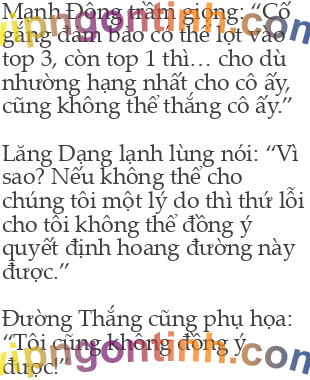 Mạnh Đông trầm giọng: “Cố
gắng đảm bảo có thể lọt vào
top 3, còn top 1 thì... cho dù
nhường hạng nhất cho cô ấy,
cũng không thể thắng cô ấy.”
Lăng Dạng lạnh lùng nói: “Vì
sao? Nếu không thể cho
chúng tôi một lý do thì thứ lỗi
cho tôi không thể đồng ý
quyết định hoang đường này
được.”
Đường Thắng cũng phụ họa:
“Tôi cũng không đồng ý
được!”
vipngontinh.com
vipngontinh.com